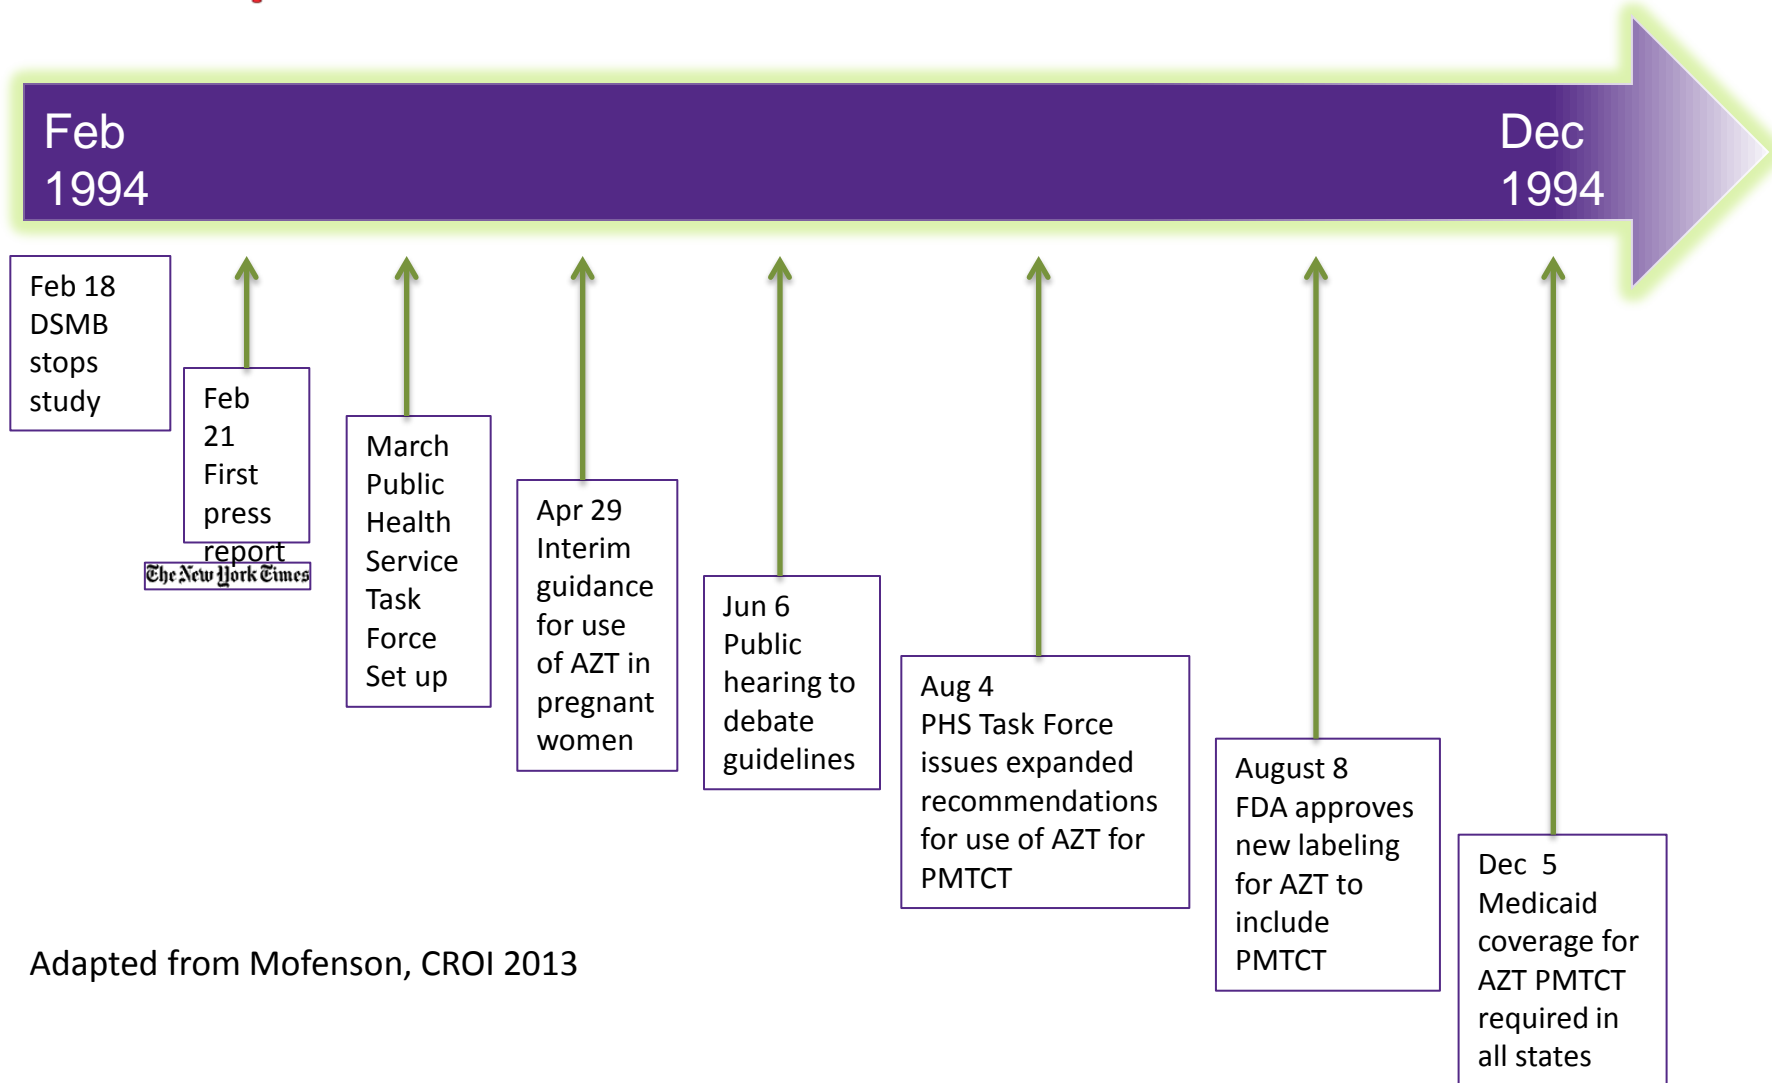 Feb
1994
Dec
1994
Feb 18
DSMB
stops
study
Feb
21
First
press
report
The New York Times
March
Public
Health
Service
Task
Force
Set up
Apr 29
Interim
guidance
for use
of AZT in
pregnant
women
Jun 6
Public
hearing to
debate
guidelines
Aug 4
PHS Task Force
issues expanded
recommendations
for use of AZT for
PMTCT
August 8
FDA approves
new labeling
for AZT to
include
PMTCT
Dec 5
Medicaid
coverage for
AZT PMTCT
required in
all states
Adapted from Mofenson, CROI 2013